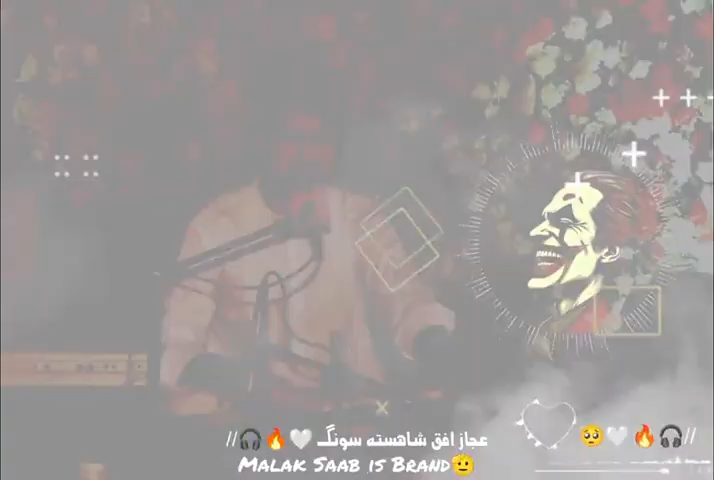 //🎧🔥🤍 عجاز افق شاهسته سونگ 🥺🤍🔥🎧//
MALAK SAAB IS BRAND🫡